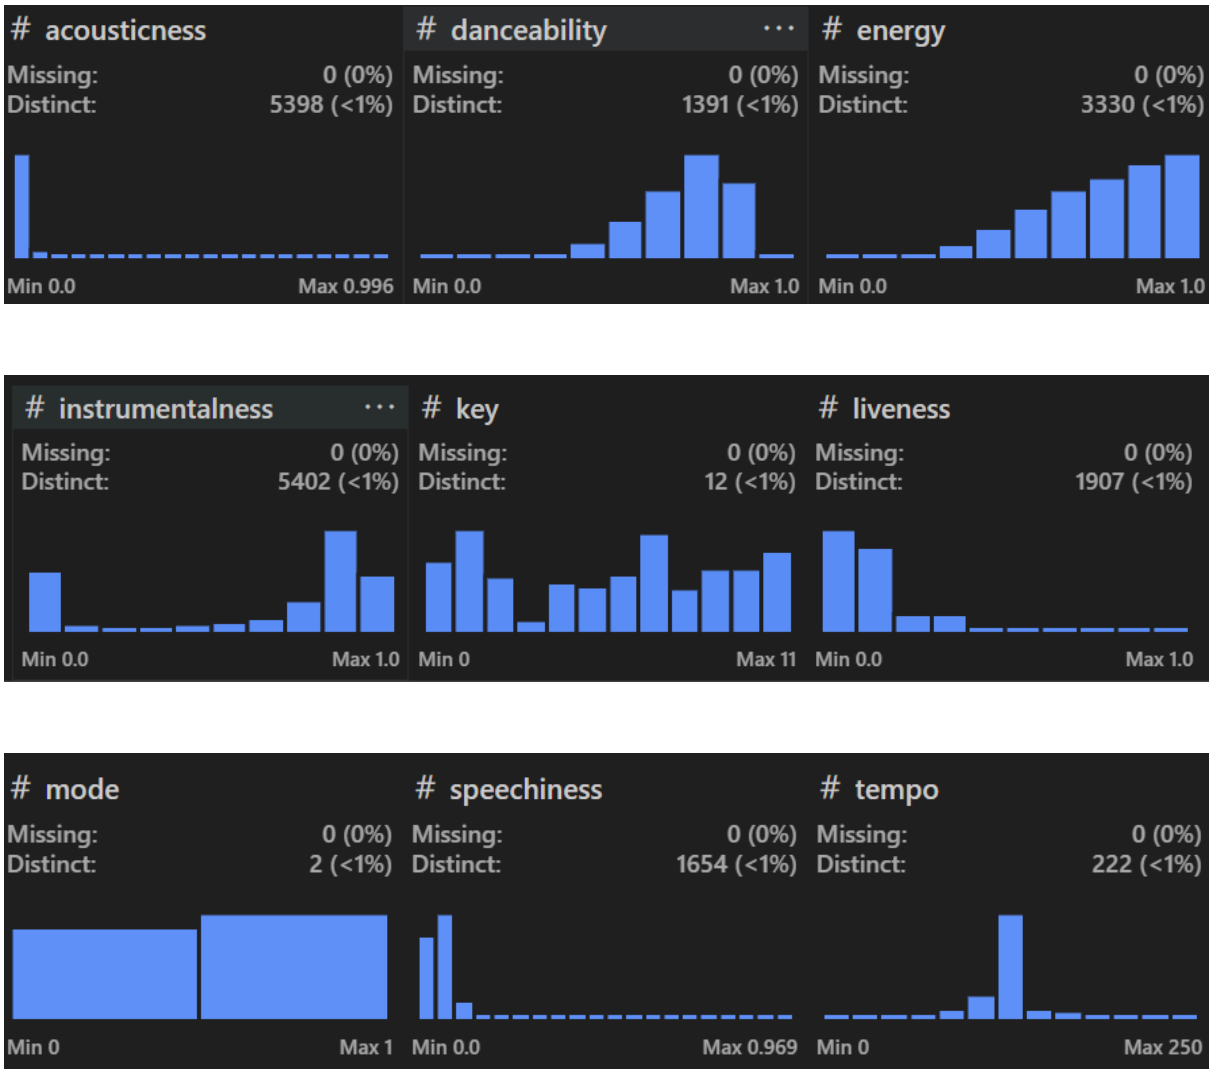 # acousticness
Missing: 0 (0%)
Distinct: 5398 (<1%)
Min 0.0 Max 0.996
# danceability ···
Missing: 0 (0%)
Distinct: 1391 (<1%)
Min 0.0 Max 1.0
# energy
Missing: 0 (0%)
Distinct: 3330 (<1%)
Min 0.0 Max 1.0
# instrumentalness ···
Missing: 0 (0%)
Distinct: 5402 (<1%)
Min 0.0 Max 1.0
# key
Missing: 0 (0%)
Distinct: 12 (<1%)
Min 0 Max 11
# liveness
Missing: 0 (0%)
Distinct: 1907 (<1%)
Min 0.0 Max 1.0
# mode
Missing: 0 (0%)
Distinct: 2 (<1%)
Min 0 Max 1
# speechiness
Missing: 0 (0%)
Distinct: 1654 (<1%)
Min 0.0 Max 0.969
# tempo
Missing: 0 (0%)
Distinct: 222 (<1%)
Min 0 Max 250